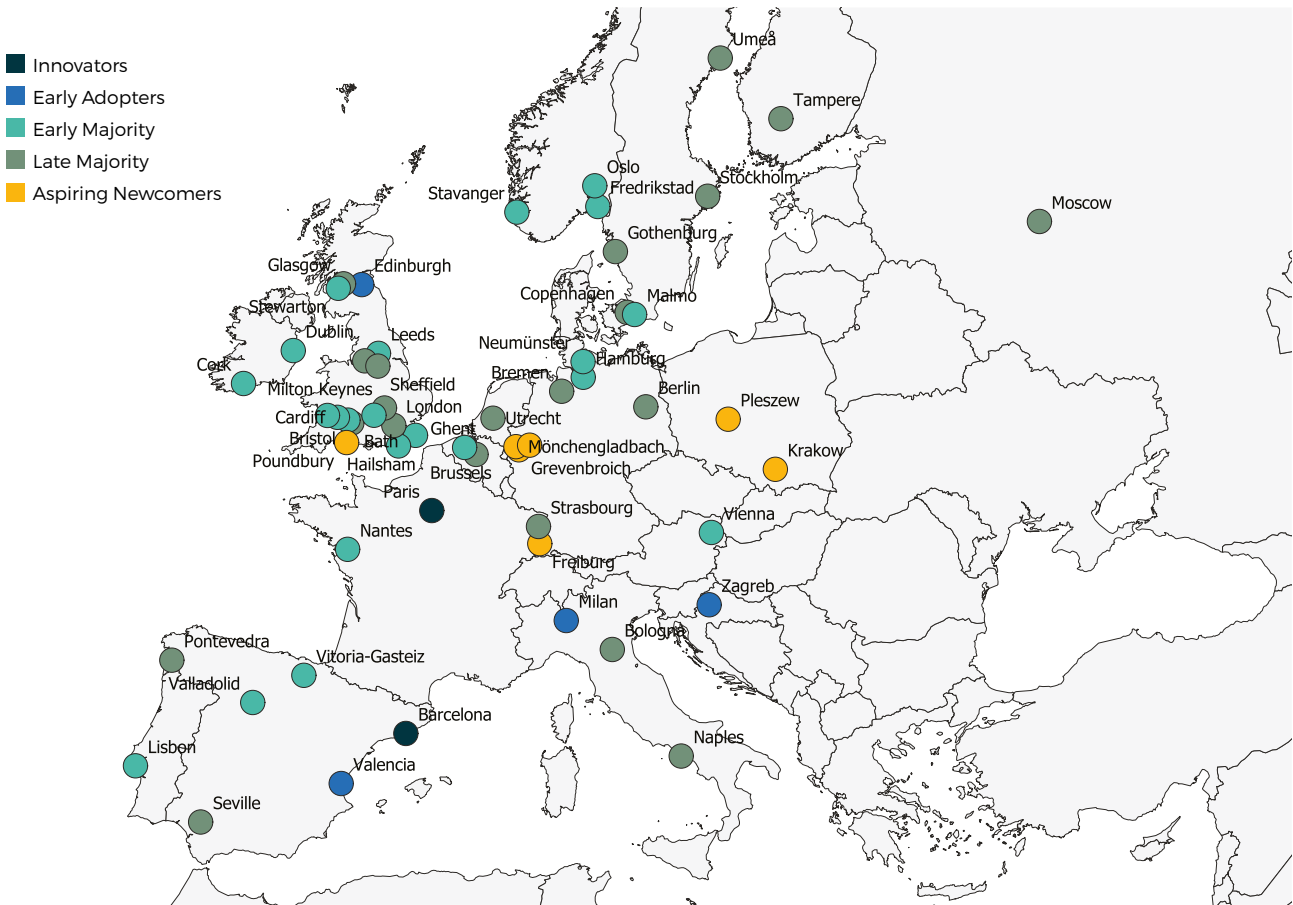 Innovators
Early Adopters
Early Majority
Late Majority
Aspiring Newcomers
Umeå
Tampere
Oslo
Fredrikstad
Stockholm
Stavanger
Moscow
Gothenburg
Glasgow
Edinburgh
Copenhagen
Malmo
Stewarton
Dublin
Leeds
Neumünster
Hamburg
Cork
Bremen
Milton Keynes
Sheffield
Berlin
Pleszew
London
Cardiff
Utrecht
Ghent
Bristol
Bath
Mönchengladbach
Krakow
Poundbury
Hailsham
Brussels
Grevenbroich
Paris
Strasbourg
Vienna
Nantes
Freiburg
Zagreb
Milan
Bologna
Pontevedra
Vitoria-Gasteiz
Valladolid
Barcelona
Naples
Lisbon
Valencia
Seville